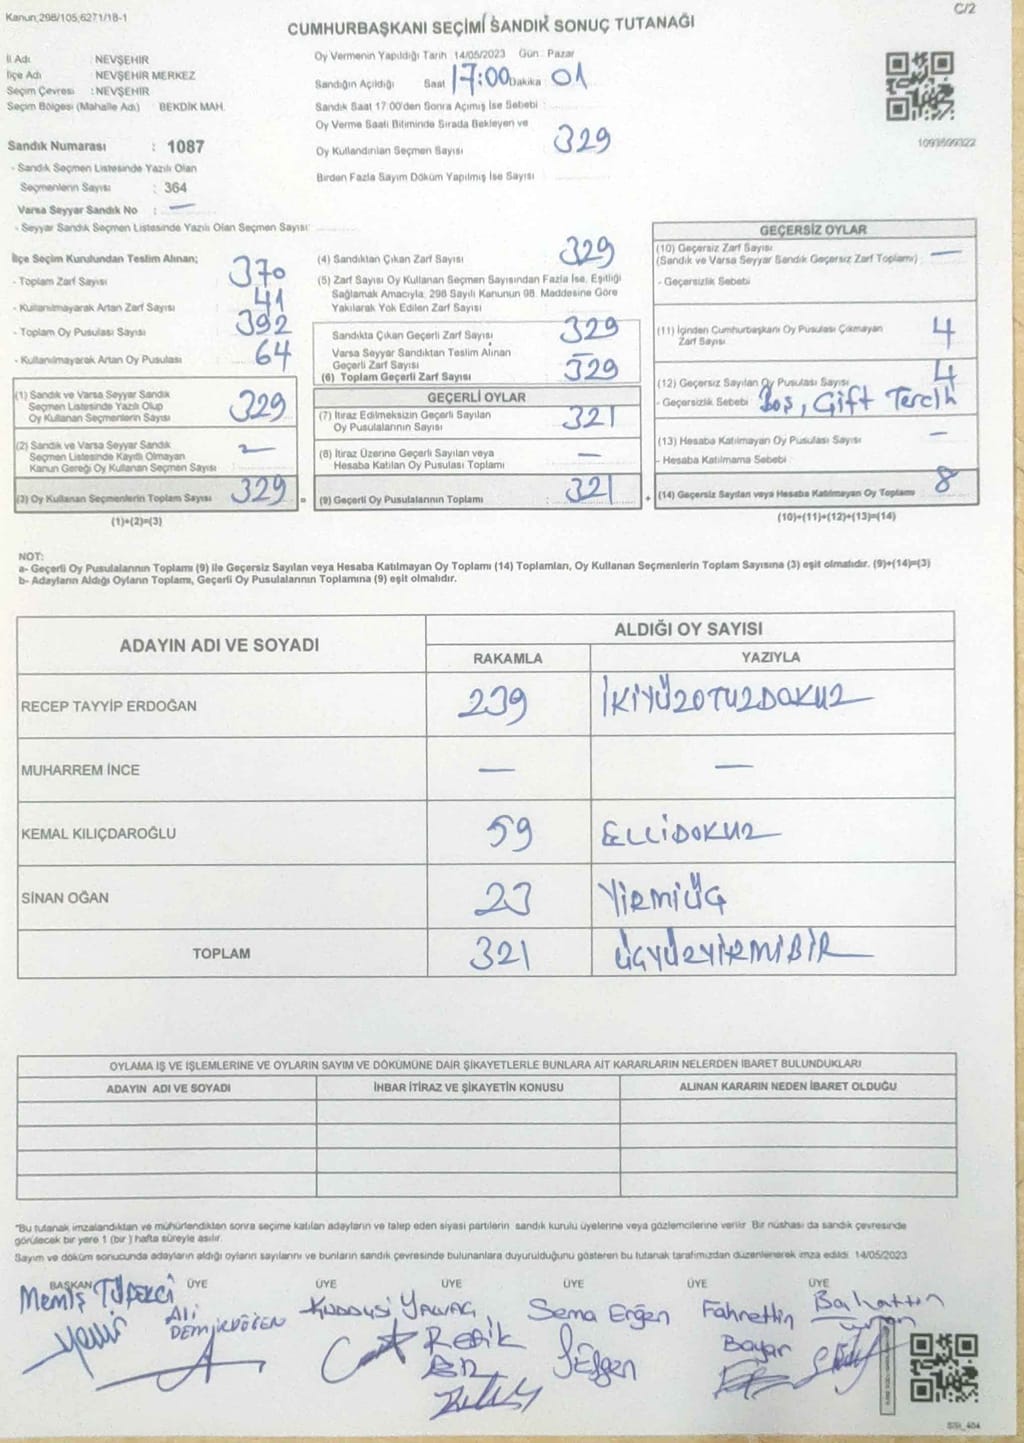 Kanun;298/105,6271/18-1
C/2
CUMHURBAŞKANI SEÇİMİ SANDIK SONUÇ TUTANAĞI
İl Adı : NEVŞEHİR
İlçe Adı : NEVŞEHİR MERKEZ
Seçim Çevresi : NEVŞEHİR
Seçim Bölgesi (Mahalle Adı) BEKDİK MAH.
Sandık Numarası : 1087
- Sandık Seçmen Listesinde Yazılı Olan
Seçmenlerin Sayısı : 364
Varsa Seyyar Sandık No : —
- Seyyar Sandık Seçmen Listesinde Yazılı Olan Seçmen Sayısı:
Oy Vermenin Yapıldığı Tarih 14/05/2023 Gün : Pazar
Sandığın Açıldığı Saat 17:00 Dakika 01
Sandık Saat 17.00'den Sonra Açımış İse Sebebi :
Oy Verme Saati Bitiminde Sırada Bekleyen ve
Oy Kullandırılan Seçmen Sayısı 329
Birden Fazla Sayım Döküm Yapılmış İse Sayısı
1093509322
İlçe Seçim Kurulundan Teslim Alınan;
- Toplam Zarf Sayısı 370
- Kullanılmayarak Artan Zarf Sayısı 41
- Toplam Oy Pusulası Sayısı 392
- Kullanılmayarak Artan Oy Pusulası 64
(1) Sandık ve Varsa Seyyar Sandık
Seçmen Listesinde Yazılı Olup
Oy Kullanan Seçmenlerin Sayısı 329
(2) Sandık ve Varsa Seyyar Sandık
Seçmen Listesinde Kayıtlı Olmayan
Kanun Gereği Oy Kullanan Seçmen Sayısı —
(3) Oy Kullanan Seçmenlerin Toplam Sayısı 329
(1)+(2)=(3)
(4) Sandıktan Çıkan Zarf Sayısı 329
(5) Zarf Sayısı Oy Kullanan Seçmen Sayısından Fazla İse, Eşitliği
Sağlamak Amacıyla, 298 Sayılı Kanunun 98. Maddesine Göre
Yakılarak Yok Edilen Zarf Sayısı
Sandıkta Çıkan Geçerli Zarf Sayısı 329
Varsa Seyyar Sandıktan Teslim Alınan
Geçerli Zarf Sayısı —
(6) Toplam Geçerli Zarf Sayısı 329
GEÇERLİ OYLAR
(7) İtiraz Edilmeksizin Geçerli Sayılan
Oy Pusulalarının Sayısı 321
(8) İtiraz Üzerine Geçerli Sayılan veya
Hesaba Katılan Oy Pusulası Toplamı —
= (9) Geçerli Oy Pusulalarının Toplamı : 321
GEÇERSİZ OYLAR
(10) Geçersiz Zarf Sayısı
(Sandık ve Varsa Seyyar Sandık Geçersiz Zarf Toplamı) —
- Geçersizlik Sebebi
(11) İçinden Cumhurbaşkanı Oy Pusulası Çıkmayan
Zarf Sayısı 4
(12) Geçersiz Sayılan Oy Pusulası Sayısı 4
- Geçersizlik Sebebi Boş, Çift Tercih
(13) Hesaba Katılmayan Oy Pusulası Sayısı —
- Hesaba Katılmama Sebebi
+ (14) Geçersiz Sayılan veya Hesaba Katılmayan Oy Toplamı 8
(10)+(11)+(12)+(13)=(14)
NOT:
a- Geçerli Oy Pusulasının Toplamı (9) ile Geçersiz Sayılan veya Hesaba Katılmayan Oy Toplamı (14) Toplamları, Oy Kullanan Seçmenlerin Toplam Sayısına (3) eşit olmalıdır. (9)+(14)=(3)
b- Adayların Aldığı Oyların Toplamı, Geçerli Oy Pusulalarının Toplamına (9) eşit olmalıdır.
ADAYIN ADI VE SOYADI
ALDIĞI OY SAYISI
RAKAMLA YAZIYLA
RECEP TAYYİP ERDOĞAN 239 İKİYÜZOTUZDOKUZ
MUHARREM İNCE — —
KEMAL KILIÇDAROĞLU 59 ELLİDOKUZ
SİNAN OĞAN 23 YİRMİÜÇ
TOPLAM 321 ÜÇYÜZYİRMİBİR
OYLAMA İŞ VE İŞLEMLERİNE VE OYLARIN SAYIM VE DÖKÜMÜNE DAİR ŞİKAYETLERLE BUNLARA AİT KARARLARIN NELERDEN İBARET BULUNDUKLARI
ADAYIN ADI VE SOYADI İHBAR İTİRAZ VE ŞİKAYETİN KONUSU ALINAN KARARIN NEDEN İBARET OLDUĞU
"Bu tutanak imzalandıktan ve mühürlendikten sonra seçime katılan adayların ve talep eden siyasi partilerin sandık kurulu üyelerine veya gözlemcilerine verilir. Bir nüshası da sandık çevresinde
görülecek bir yere 1 (bir ) hafta süreyle asılır.
Sayım ve döküm sonucunda adayların aldığı oyların sayılarını ve bunların sandık çevresinde bulunanlara duyurulduğunu gösteren bu tutanak tarafımızdan düzenlenerek imza edildi. 14/05/2023
BAŞKAN ÜYE ÜYE ÜYE ÜYE ÜYE ÜYE
Memiş TÜFEKCİ
Ali
DEMİRDÖĞEN
Kuddusi YALVAÇ
Refik
Sema Ergen
Fahrettin
Bayar
Bahattin